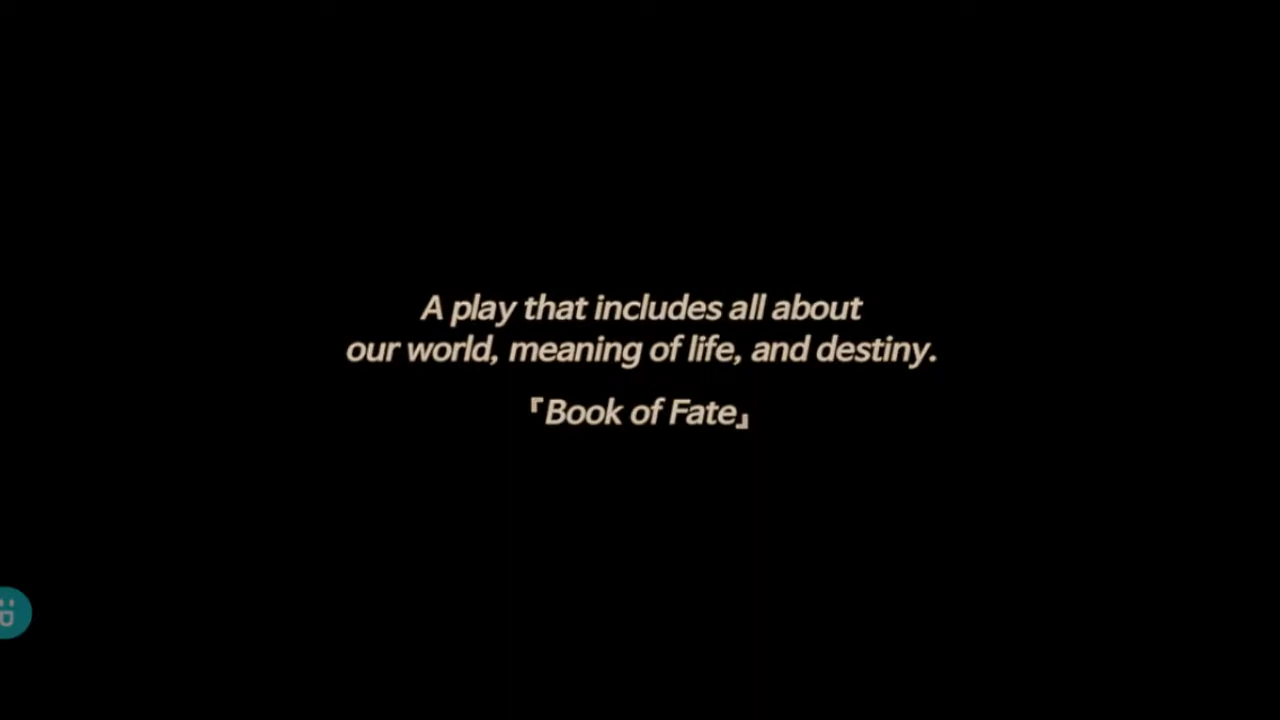 A play that includes all about
our world, meaning of life, and destiny.
『Book of Fate』